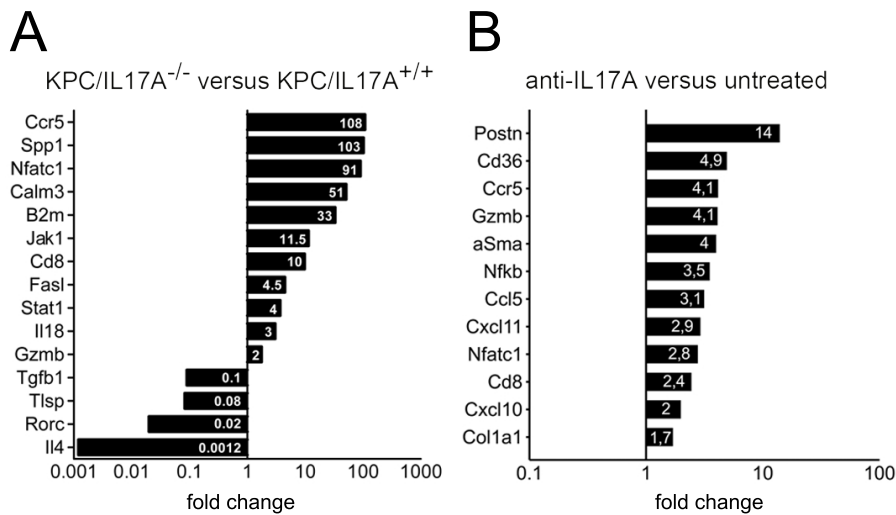 A
KPC/IL17A-/- versus KPC/IL17A+/+
Ccr5 108
Spp1 103
Nfatc1 91
Calm3 51
B2m 33
Jak1 11.5
Cd8 10
Fasl 4.5
Stat1 4
Il18 3
Gzmb 2
Tgfb1 0.1
Tlsp 0.08
Rorc 0.02
Il4 0.0012
0.001 0.01 0.1 1 10 100 1000
fold change
B
anti-IL17A versus untreated
Postn 14
Cd36 4,9
Ccr5 4,1
Gzmb 4,1
aSma 4
Nfkb 3,5
Ccl5 3,1
Cxcl11 2,9
Nfatc1 2,8
Cd8 2,4
Cxcl10 2
Col1a1 1,7
0.1 1 10 100
fold change